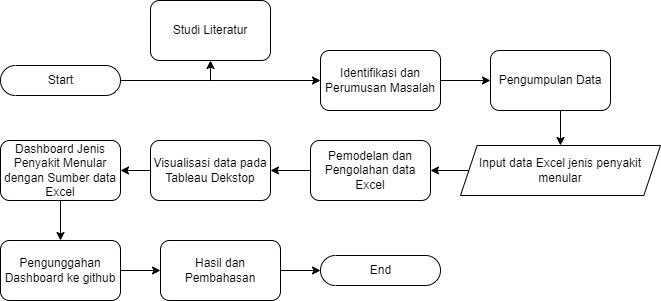 Start
Studi Literatur
Identifikasi dan
Perumusan Masalah
Pengumpulan Data
Input data Excel jenis penyakit
menular
Pemodelan dan
Pengolahan data
Excel
Visualisasi data pada
Tableau Dekstop
Dashboard Jenis
Penyakit Menular
dengan Sumber data
Excel
Pengunggahan
Dashboard ke github
Hasil dan
Pembahasan
End